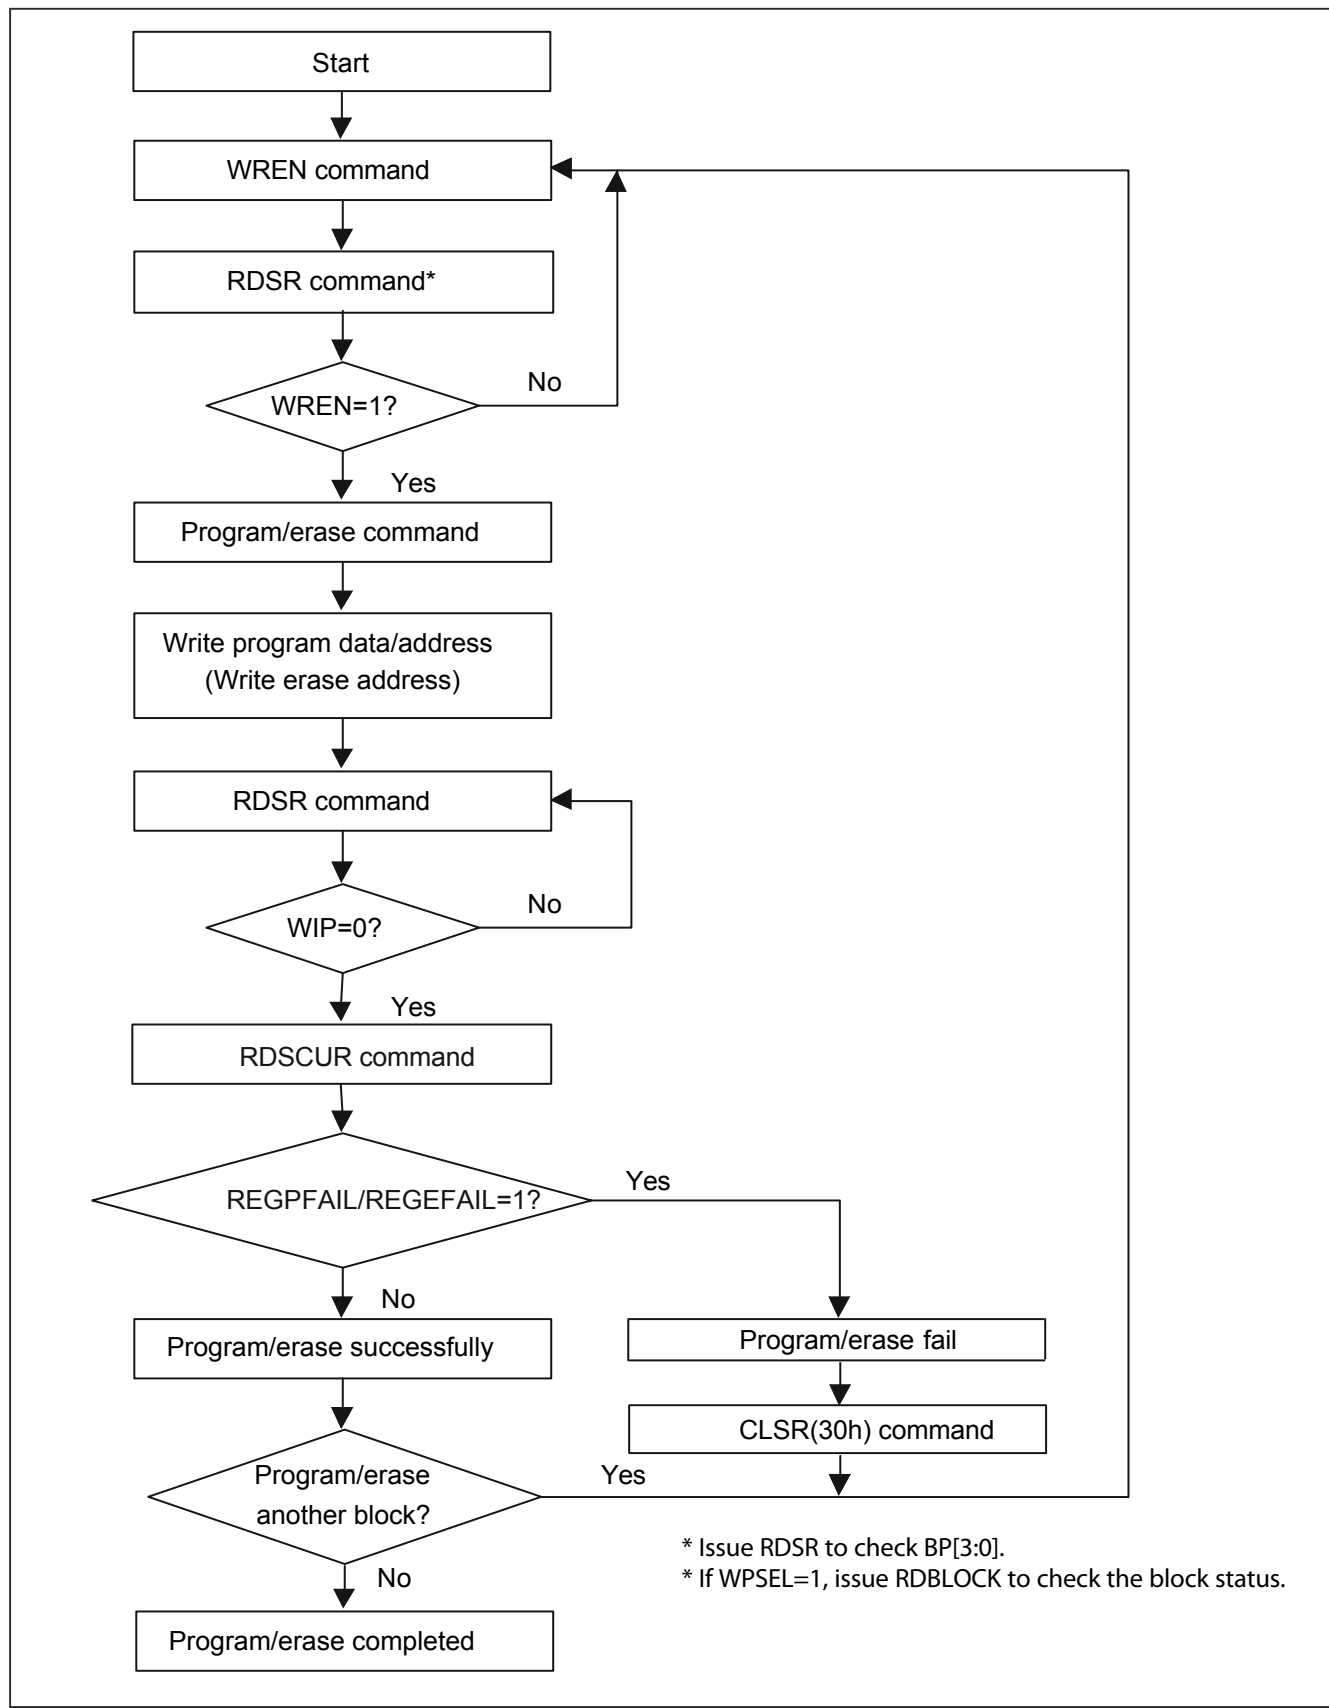 Start
WREN command
RDSR command*
WREN=1?
No
Yes
Program/erase command
Write program data/address
(Write erase address)
RDSR command
WIP=0?
No
Yes
RDSCUR command
REGPFAIL/REGEFAIL=1?
Yes
No
Program/erase successfully
Program/erase fail
CLSR(30h) command
Program/erase
another block?
Yes
* Issue RDSR to check BP[3:0].
* If WPSEL=1, issue RDBLOCK to check the block status.
No
Program/erase completed